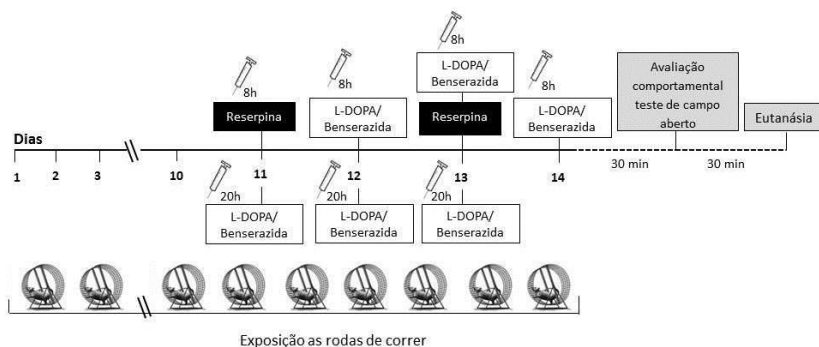 8h
L-DOPA/
Benserazida
8h
Reserpina
8h
L-DOPA/
Benserazida
Reserpina
8h
L-DOPA/
Benserazida
Avaliação
comportamental
teste de campo
aberto
Eutanásia
Dias
1
2
3
10
11
12
13
14
30 min
30 min
20h
L-DOPA/
Benserazida
20h
L-DOPA/
Benserazida
20h
L-DOPA/
Benserazida
Exposição as rodas de correr